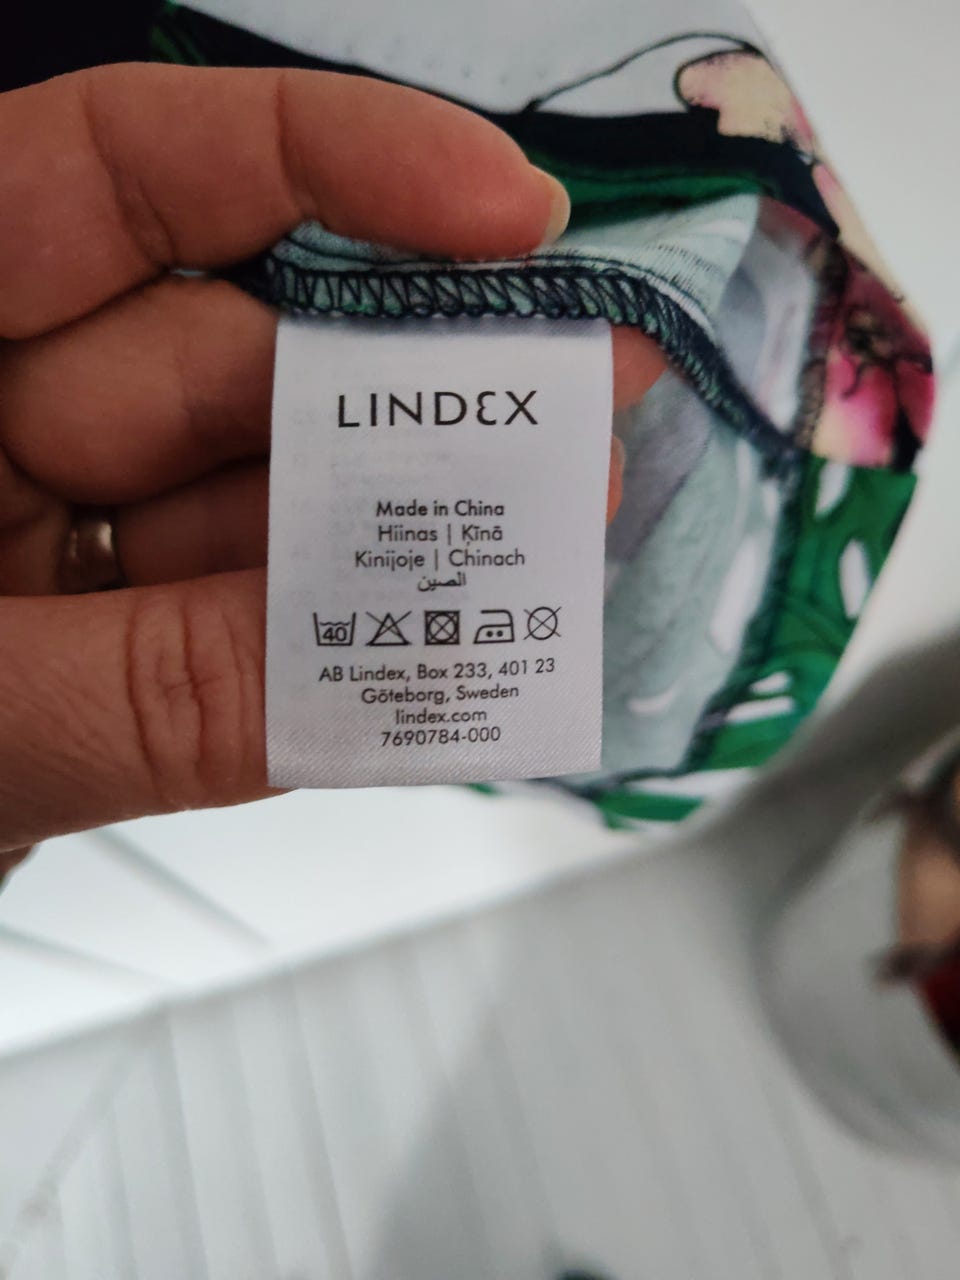 LINDEX
Made in China
Hiinas | Ķīnā
Kinijoje | Chinach
الصين
40
AB Lindex, Box 233, 401 23
Göteborg, Sweden
lindex.com
7690784-000